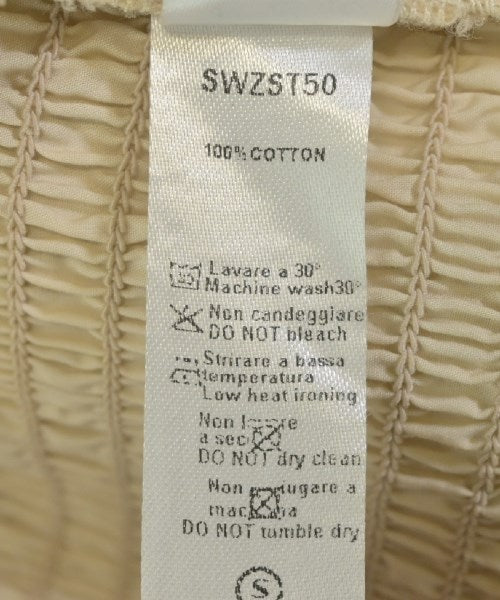 SWZST50
100% COTTON
Lavare a 30°
Machine wash30°
Non candeggiare
DO NOT bleach
Stirare a bassa
temperatura
Low heat ironing
Non
a sec
DO NOT dry clean
Non a
DO NOT tumble dry
S